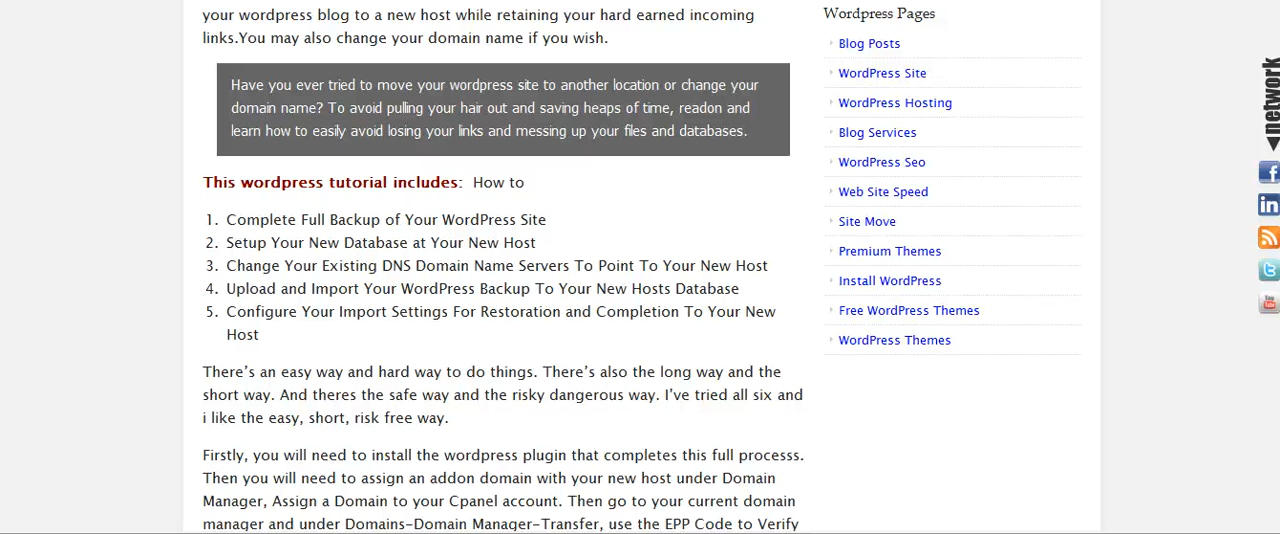 your wordpress blog to a new host while retaining your hard earned incoming
links.You may also change your domain name if you wish.
Have you ever tried to move your wordpress site to another location or change your
domain name? To avoid pulling your hair out and saving heaps of time, readon and
learn how to easily avoid losing your links and messing up your files and databases.
This wordpress tutorial includes: How to
1. Complete Full Backup of Your WordPress Site
2. Setup Your New Database at Your New Host
3. Change Your Existing DNS Domain Name Servers To Point To Your New Host
4. Upload and Import Your WordPress Backup To Your New Hosts Database
5. Configure Your Import Settings For Restoration and Completion To Your New
Host
There's an easy way and hard way to do things. There's also the long way and the
short way. And theres the safe way and the risky dangerous way. I've tried all six and
i like the easy, short, risk free way.
Firstly, you will need to install the wordpress plugin that completes this full processs.
Then you will need to assign an addon domain with your new host under Domain
Manager, Assign a Domain to your Cpanel account. Then go to your current domain
manager and under Domains-Domain Manager-Transfer, use the EPP Code to Verify
Wordpress Pages
Blog Posts
WordPress Site
WordPress Hosting
Blog Services
WordPress Seo
Web Site Speed
Site Move
Premium Themes
Install WordPress
Free WordPress Themes
WordPress Themes
network
f
in
t
You
Tube